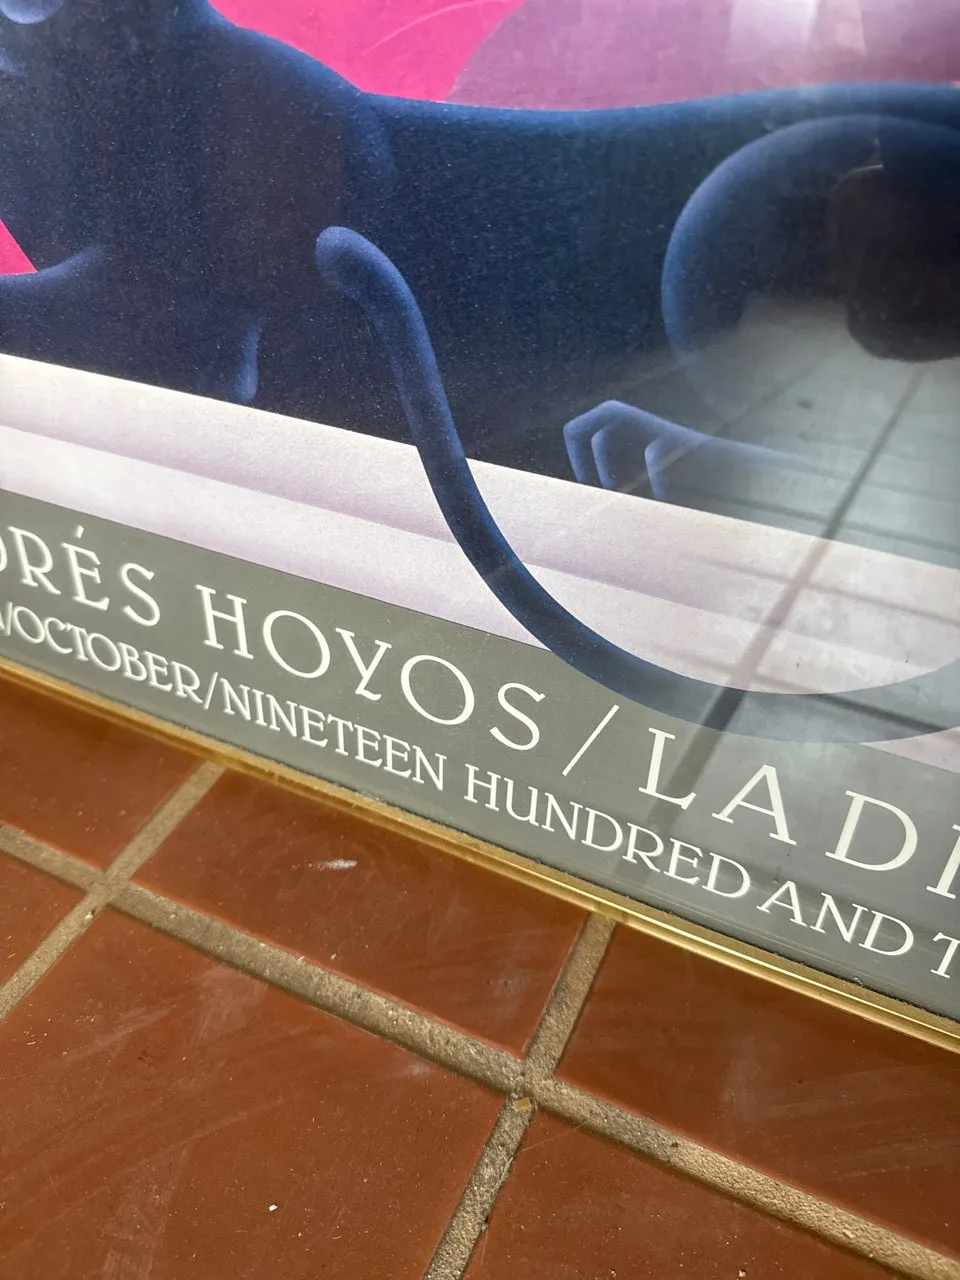 DRÉS HOYOS / LADI
/OCTOBER/NINETEEN HUNDRED AND T